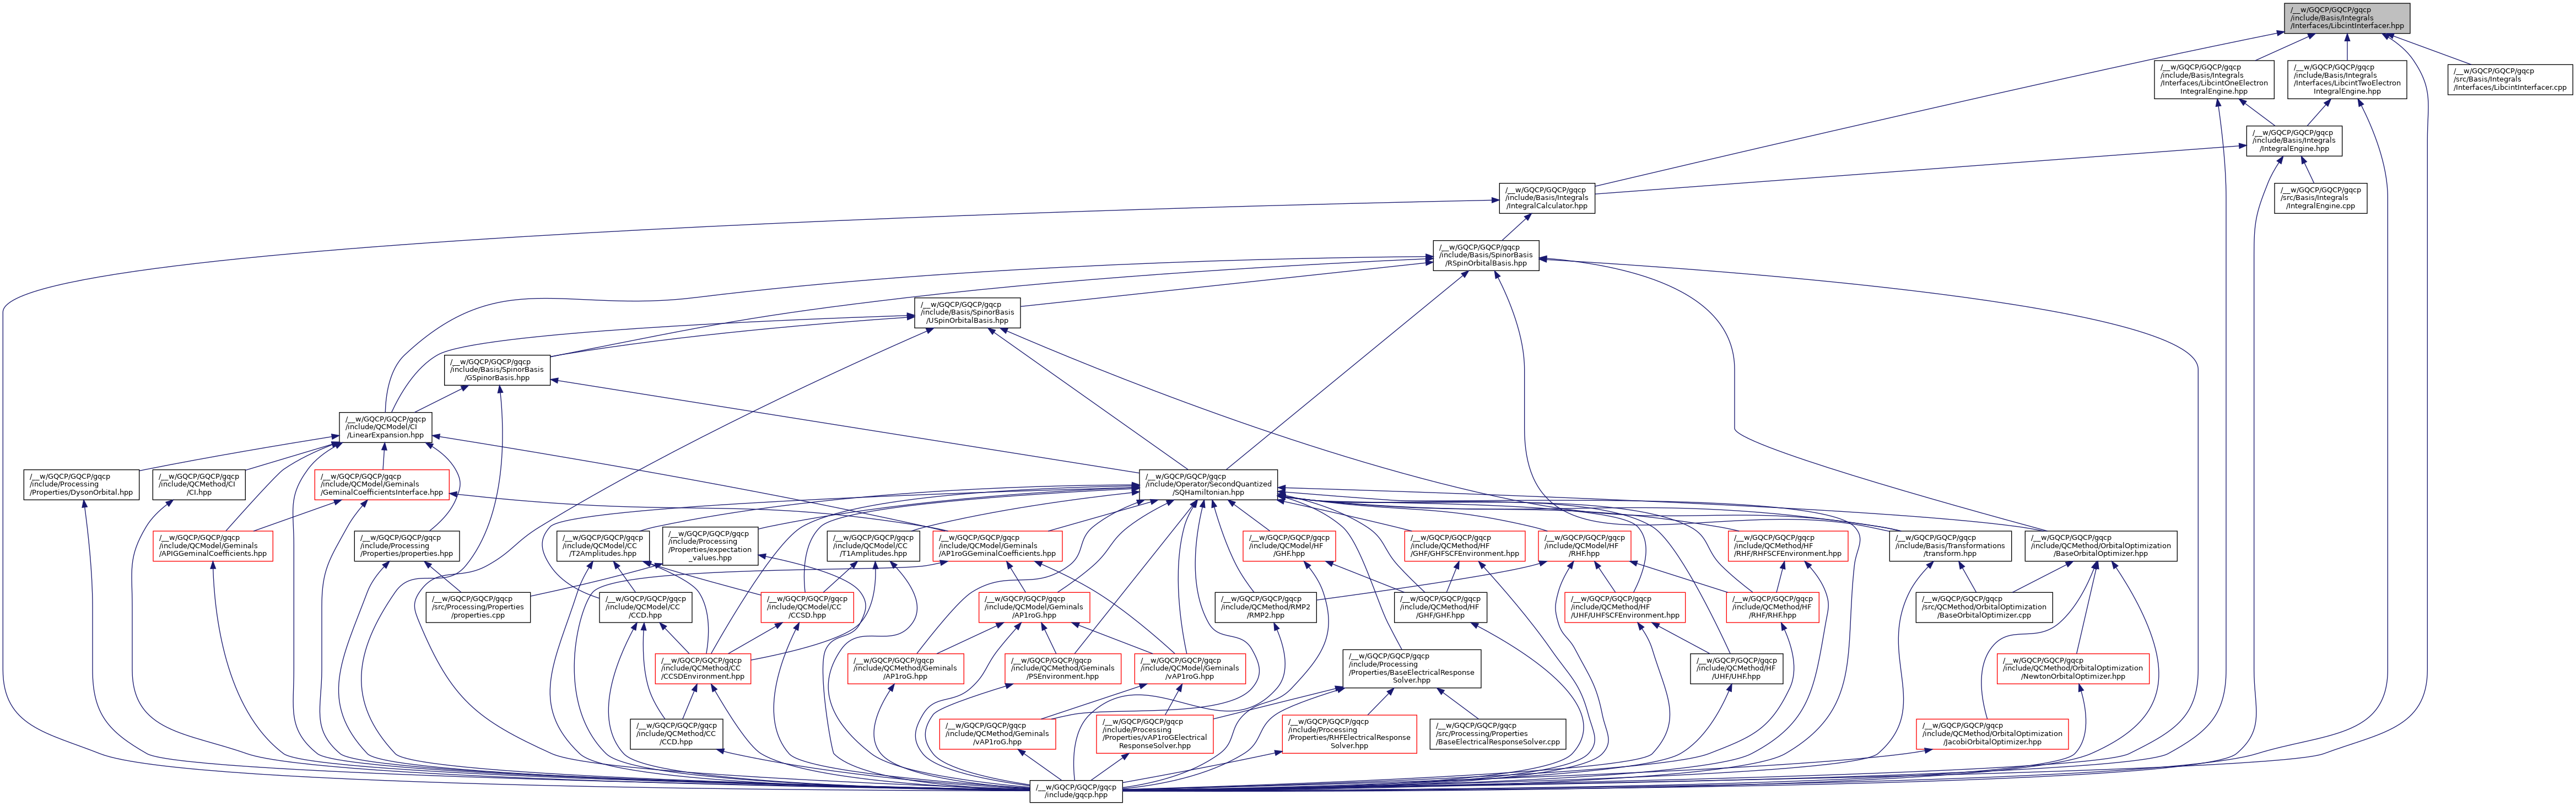 /__w/GQCP/GQCP/gqcp
/include/Basis/Integrals
/Interfaces/LibcintInterfacer.hpp
/__w/GQCP/GQCP/gqcp
/include/Basis/Integrals
/Interfaces/LibcintOneElectron
IntegralEngine.hpp
/__w/GQCP/GQCP/gqcp
/include/Basis/Integrals
/Interfaces/LibcintTwoElectron
IntegralEngine.hpp
/__w/GQCP/GQCP/gqcp
/src/Basis/Integrals
/Interfaces/LibcintInterfacer.cpp
/__w/GQCP/GQCP/gqcp
/include/Basis/Integrals
/IntegralEngine.hpp
/__w/GQCP/GQCP/gqcp
/include/Basis/Integrals
/IntegralCalculator.hpp
/__w/GQCP/GQCP/gqcp
/src/Basis/Integrals
/IntegralEngine.cpp
/__w/GQCP/GQCP/gqcp
/include/Basis/SpinorBasis
/RSpinOrbitalBasis.hpp
/__w/GQCP/GQCP/gqcp
/include/Basis/SpinorBasis
/USpinOrbitalBasis.hpp
/__w/GQCP/GQCP/gqcp
/include/Basis/SpinorBasis
/GSpinorBasis.hpp
/__w/GQCP/GQCP/gqcp
/include/QCModel/CI
/LinearExpansion.hpp
/__w/GQCP/GQCP/gqcp
/include/Processing
/Properties/DysonOrbital.hpp
/__w/GQCP/GQCP/gqcp
/include/QCMethod/CI
/CI.hpp
/__w/GQCP/GQCP/gqcp
/include/QCModel/Geminals
/GeminalCoefficientsInterface.hpp
/__w/GQCP/GQCP/gqcp
/include/Operator/SecondQuantized
/SQHamiltonian.hpp
/__w/GQCP/GQCP/gqcp
/include/QCModel/Geminals
/APIGGeminalCoefficients.hpp
/__w/GQCP/GQCP/gqcp
/include/Processing
/Properties/properties.hpp
/__w/GQCP/GQCP/gqcp
/include/QCModel/CC
/T2Amplitudes.hpp
/__w/GQCP/GQCP/gqcp
/include/Processing
/Properties/expectation
_values.hpp
/__w/GQCP/GQCP/gqcp
/include/QCModel/CC
/T1Amplitudes.hpp
/__w/GQCP/GQCP/gqcp
/include/QCModel/Geminals
/AP1roGGeminalCoefficients.hpp
/__w/GQCP/GQCP/gqcp
/include/QCModel/HF
/GHF.hpp
/__w/GQCP/GQCP/gqcp
/include/QCMethod/HF
/GHF/GHFSCFEnvironment.hpp
/__w/GQCP/GQCP/gqcp
/include/QCModel/HF
/RHF.hpp
/__w/GQCP/GQCP/gqcp
/include/QCMethod/HF
/RHF/RHFSCFEnvironment.hpp
/__w/GQCP/GQCP/gqcp
/include/Basis/Transformations
/transform.hpp
/__w/GQCP/GQCP/gqcp
/include/QCMethod/OrbitalOptimization
/BaseOrbitalOptimizer.hpp
/__w/GQCP/GQCP/gqcp
/src/Processing/Properties
/properties.cpp
/__w/GQCP/GQCP/gqcp
/include/QCModel/CC
/CCD.hpp
/__w/GQCP/GQCP/gqcp
/include/QCModel/CC
/CCSD.hpp
/__w/GQCP/GQCP/gqcp
/include/QCModel/Geminals
/AP1roG.hpp
/__w/GQCP/GQCP/gqcp
/include/QCMethod/RMP2
/RMP2.hpp
/__w/GQCP/GQCP/gqcp
/include/QCMethod/HF
/GHF/GHF.hpp
/__w/GQCP/GQCP/gqcp
/include/QCMethod/HF
/UHF/UHFSCFEnvironment.hpp
/__w/GQCP/GQCP/gqcp
/include/QCMethod/HF
/RHF/RHF.hpp
/__w/GQCP/GQCP/gqcp
/src/QCMethod/OrbitalOptimization
/BaseOrbitalOptimizer.cpp
/__w/GQCP/GQCP/gqcp
/include/QCMethod/CC
/CCSDEnvironment.hpp
/__w/GQCP/GQCP/gqcp
/include/QCMethod/Geminals
/AP1roG.hpp
/__w/GQCP/GQCP/gqcp
/include/QCMethod/Geminals
/PSEnvironment.hpp
/__w/GQCP/GQCP/gqcp
/include/QCModel/Geminals
/vAP1roG.hpp
/__w/GQCP/GQCP/gqcp
/include/Processing
/Properties/BaseElectricalResponse
Solver.hpp
/__w/GQCP/GQCP/gqcp
/include/QCMethod/HF
/UHF/UHF.hpp
/__w/GQCP/GQCP/gqcp
/include/QCMethod/OrbitalOptimization
/NewtonOrbitalOptimizer.hpp
/__w/GQCP/GQCP/gqcp
/include/QCMethod/CC
/CCD.hpp
/__w/GQCP/GQCP/gqcp
/include/QCMethod/Geminals
/vAP1roG.hpp
/__w/GQCP/GQCP/gqcp
/include/Processing
/Properties/vAP1roGElectrical
ResponseSolver.hpp
/__w/GQCP/GQCP/gqcp
/include/Processing
/Properties/RHFElectricalResponse
Solver.hpp
/__w/GQCP/GQCP/gqcp
/src/Processing/Properties
/BaseElectricalResponseSolver.cpp
/__w/GQCP/GQCP/gqcp
/include/QCMethod/OrbitalOptimization
/JacobiOrbitalOptimizer.hpp
/__w/GQCP/GQCP/gqcp
/include/gqcp.hpp